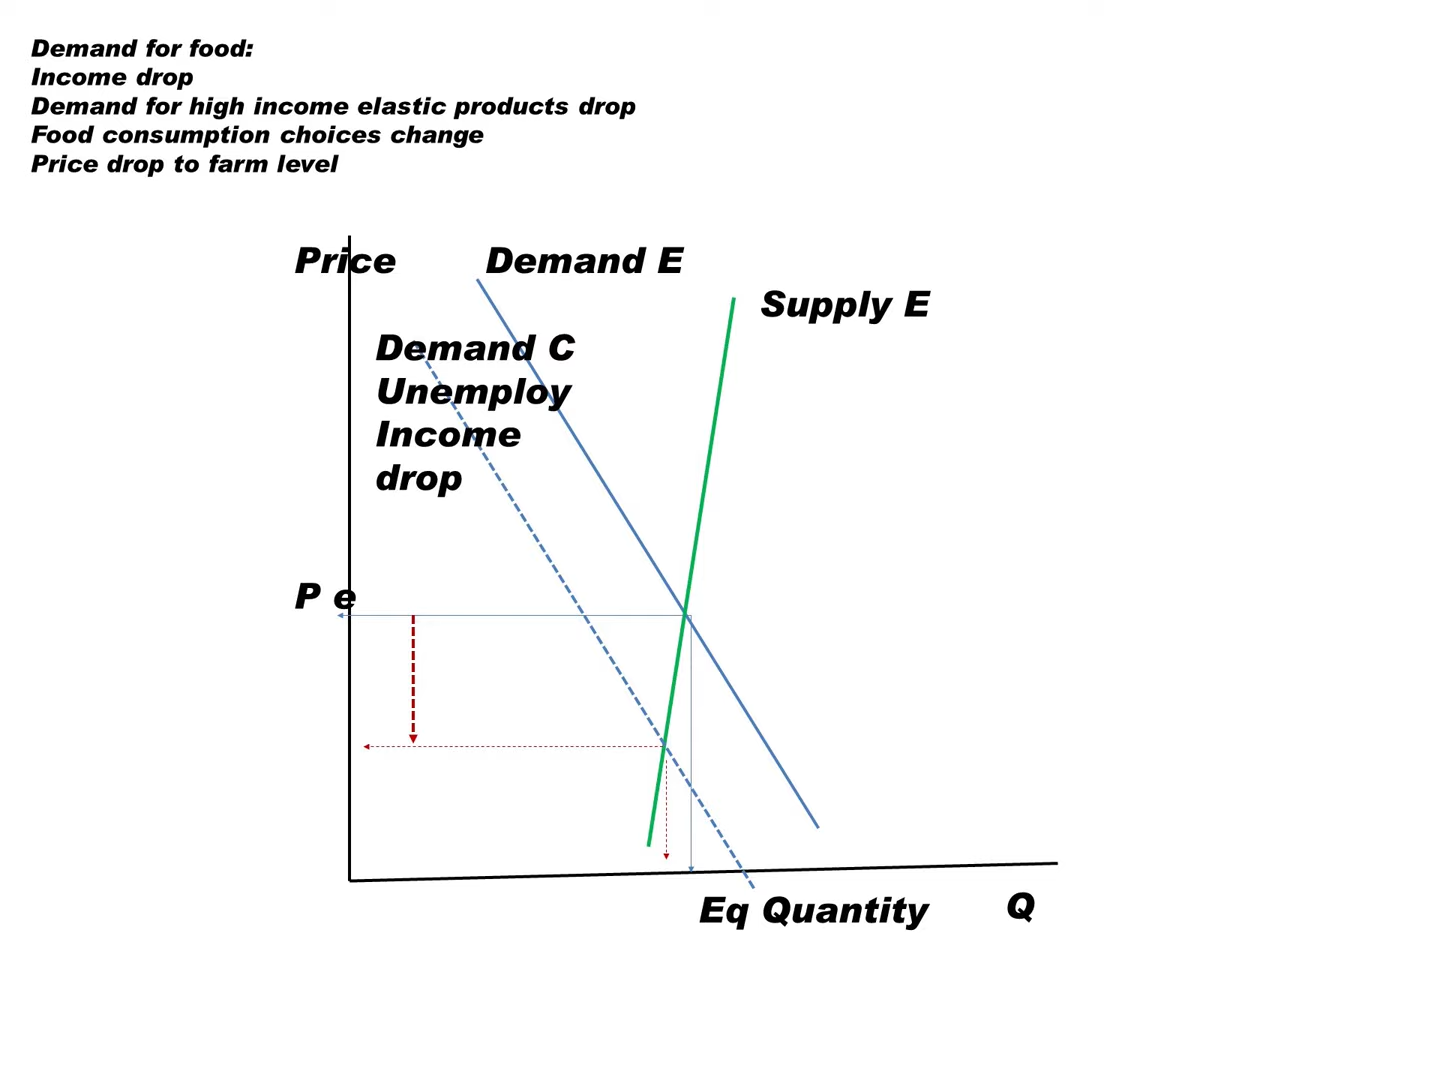 Demand for food:
Income drop
Demand for high income elastic products drop
Food consumption choices change
Price drop to farm level
Price
Demand E
Supply E
Demand C
Unemploy
Income
drop
P e
Eq Quantity
Q